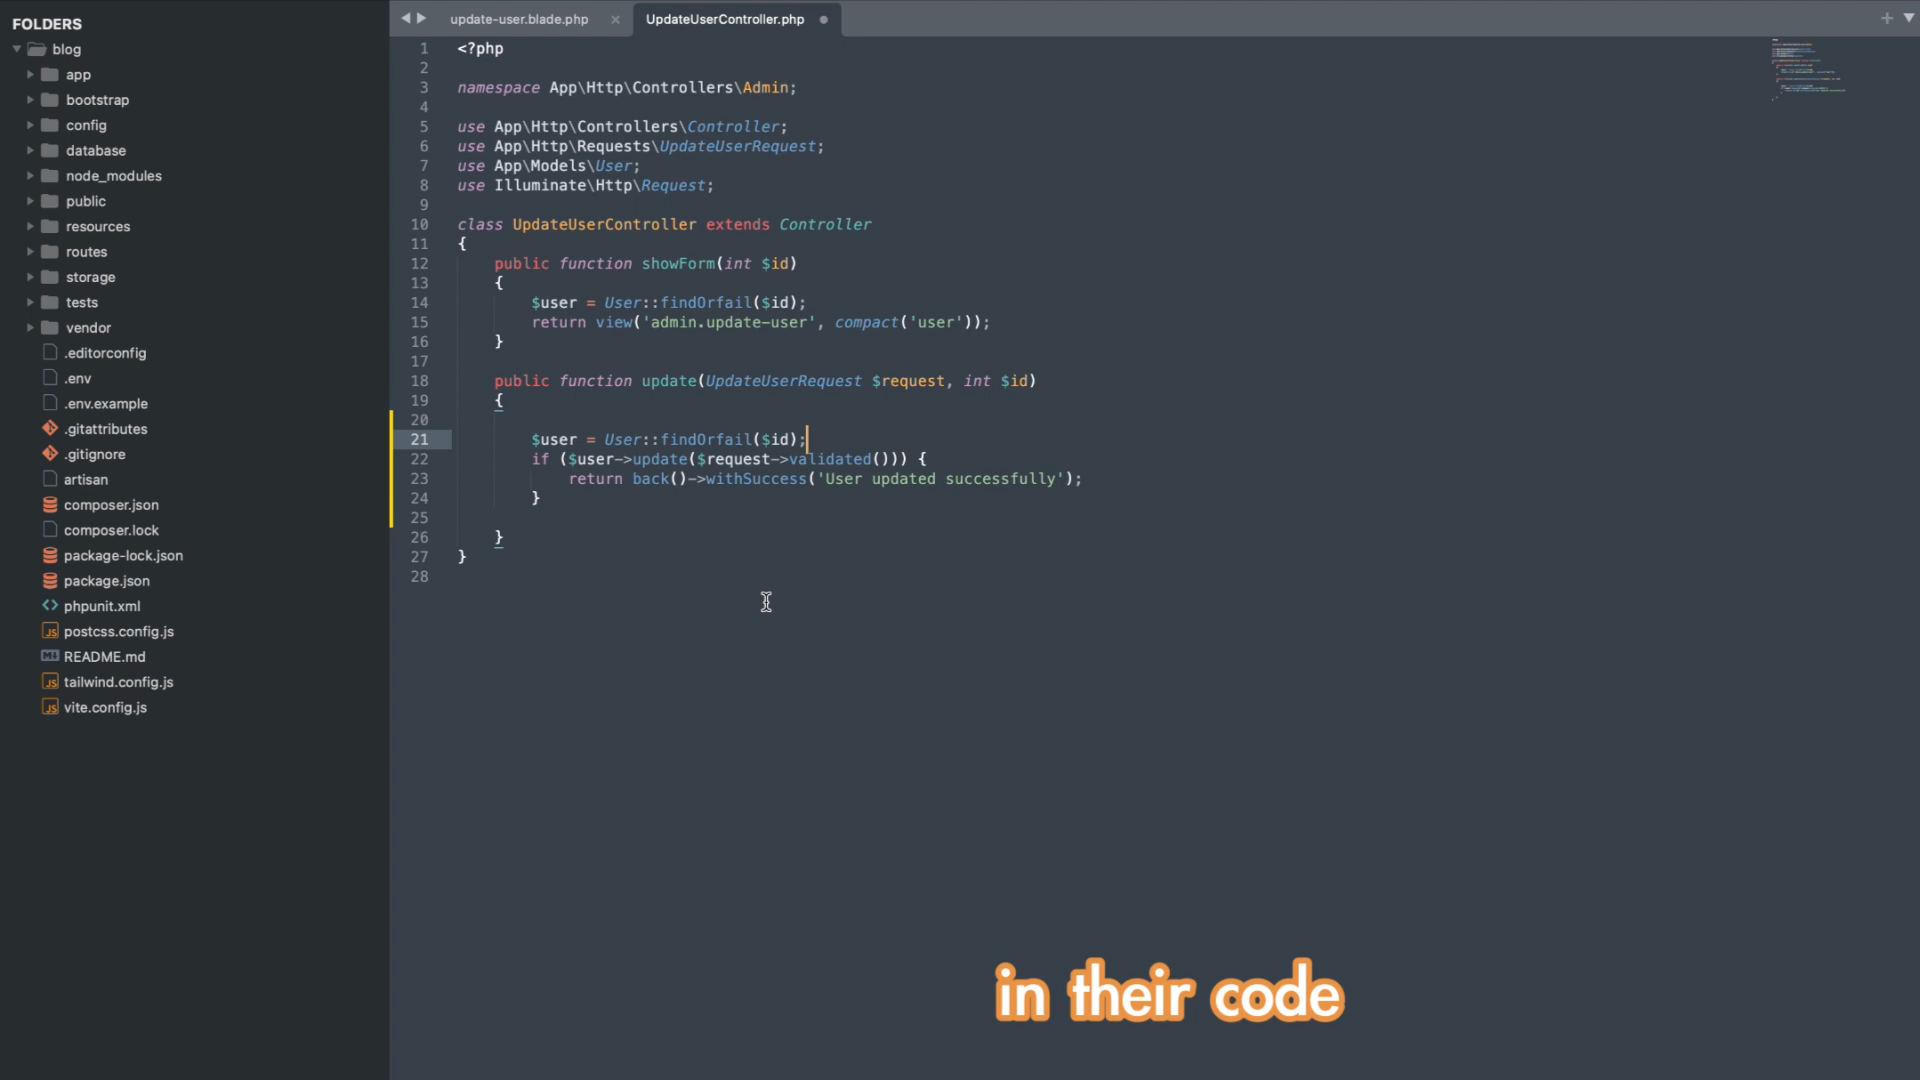 FOLDERS
blog
app
bootstrap
config
database
node_modules
public
resources
routes
storage
tests
vendor
.editorconfig
.env
.env.example
.gitattributes
.gitignore
artisan
composer.json
composer.lock
package-lock.json
package.json
phpunit.xml
postcss.config.js
README.md
tailwind.config.js
vite.config.js
update-user.blade.php × UpdateUserController.php
1 <?php
2
3 namespace App\Http\Controllers\Admin;
4
5 use App\Http\Controllers\Controller;
6 use App\Http\Requests\UpdateUserRequest;
7 use App\Models\User;
8 use Illuminate\Http\Request;
9
10 class UpdateUserController extends Controller
11 {
12 public function showForm(int $id)
13 {
14 $user = User::findOrfail($id);
15 return view('admin.update-user', compact('user'));
16 }
17
18 public function update(UpdateUserRequest $request, int $id)
19 {
20
21 $user = User::findOrfail($id);
22 if ($user->update($request->validated())) {
23 return back()->withSuccess('User updated successfully');
24 }
25
26 }
27 }
28
in their code